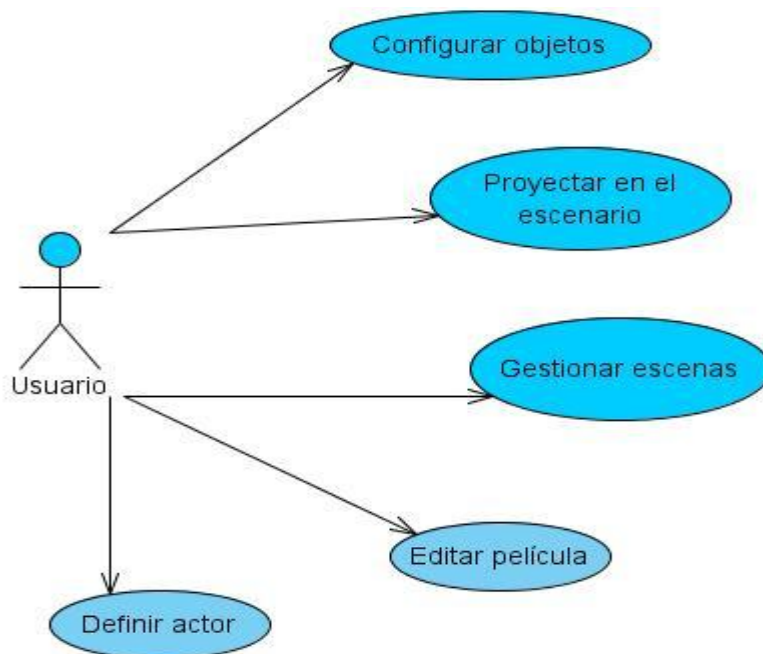 Configurar objetos
Proyectar en el
escenario
Gestionar escenas
Usuario
Editar película
Definir actor